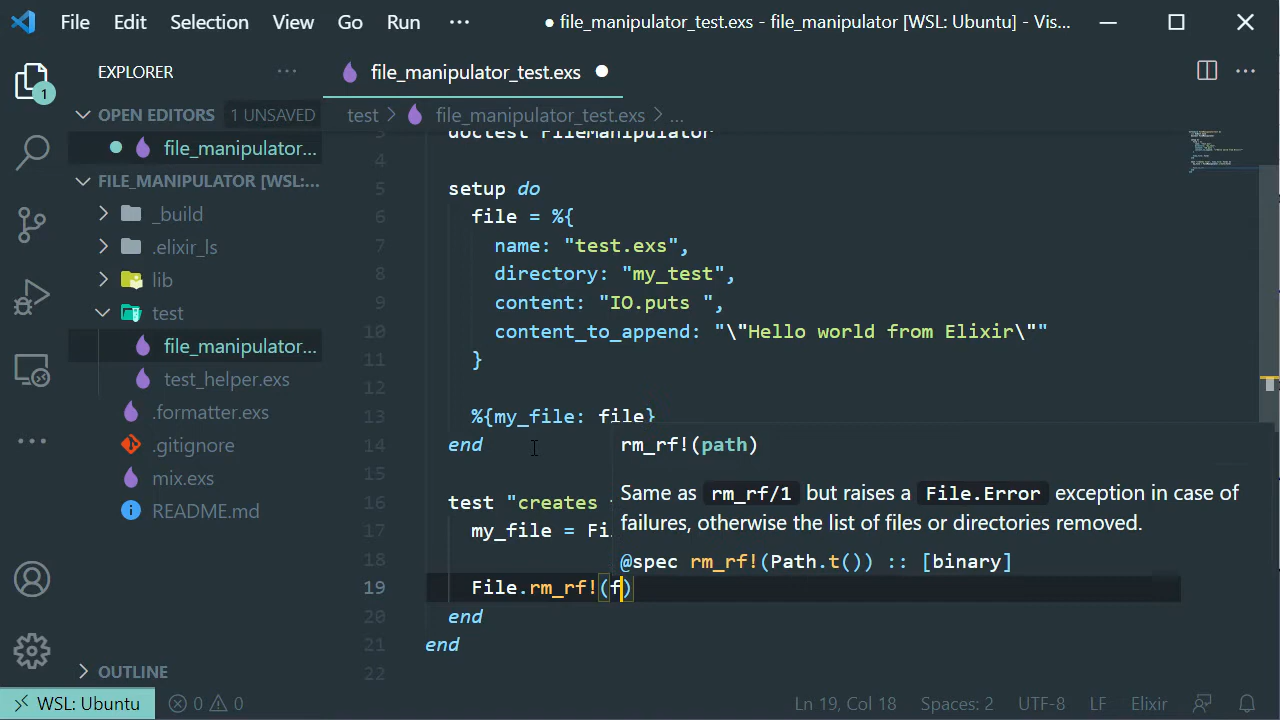 File Edit Selection View Go Run ··· ● file_manipulator_test.exs - file_manipulator [WSL: Ubuntu] - Vis...
EXPLORER ···
file_manipulator_test.exs ●
OPEN EDITORS 1 UNSAVED
file_manipulator...
FILE_MANIPULATOR [WSL:...
_build
.elixir_ls
lib
test
file_manipulator...
test_helper.exs
.formatter.exs
.gitignore
mix.exs
README.md
OUTLINE
1
test > file_manipulator_test.exs > ...
3 doctest FileManipulator
4
5 setup do
6 file = %{
7 name: "test.exs",
8 directory: "my_test",
9 content: "IO.puts ",
10 content_to_append: "\"Hello world from Elixir\""
11 }
12
13 %{my_file: file}
14 end
15
16 test "creates
17 my_file = Fi
18
19 File.rm_rf!(f)
20 end
21 end
22
rm_rf!(path)
Same as rm_rf/1 but raises a File.Error exception in case of
failures, otherwise the list of files or directories removed.
@spec rm_rf!(Path.t()) :: [binary]
WSL: Ubuntu 0 0 Ln 19, Col 18 Spaces: 2 UTF-8 LF Elixir